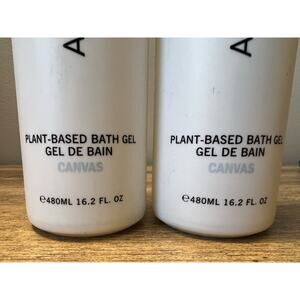 A
PLANT-BASED BATH GEL
GEL DE BAIN
CANVAS
℮480ML 16.2 FL. OZ
A
PLANT-BASED BATH GEL
GEL DE BAIN
CANVAS
℮480ML 16.2 FL. OZ